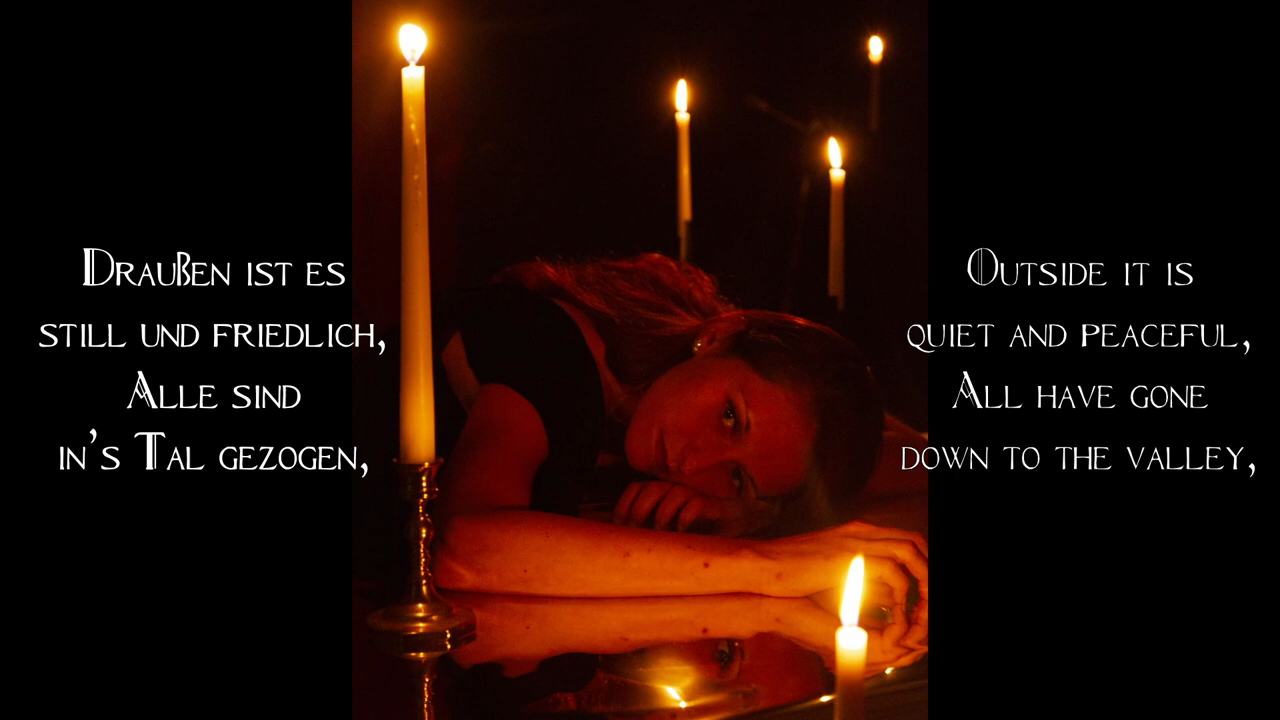 Draußen ist es
still und friedlich,
Alle sind
in's Tal gezogen,
Outside it is
quiet and peaceful,
All have gone
down to the valley,